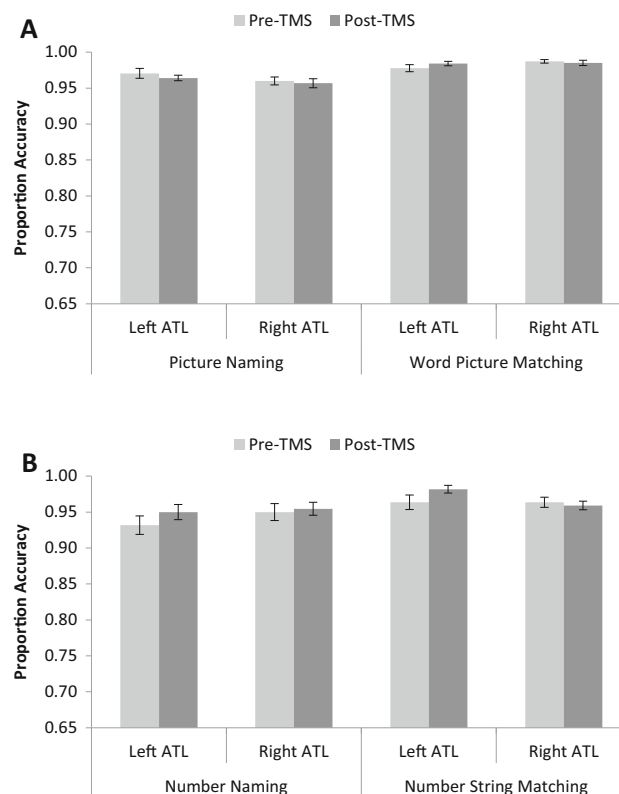 A
Pre-TMS Post-TMS
1.00
0.95
0.90
0.85
0.80
0.75
0.70
0.65
Proportion Accuracy
Left ATL Right ATL Left ATL Right ATL
Picture Naming Word Picture Matching
B
Pre-TMS Post-TMS
1.00
0.95
0.90
0.85
0.80
0.75
0.70
0.65
Proportion Accuracy
Left ATL Right ATL Left ATL Right ATL
Number Naming Number String Matching